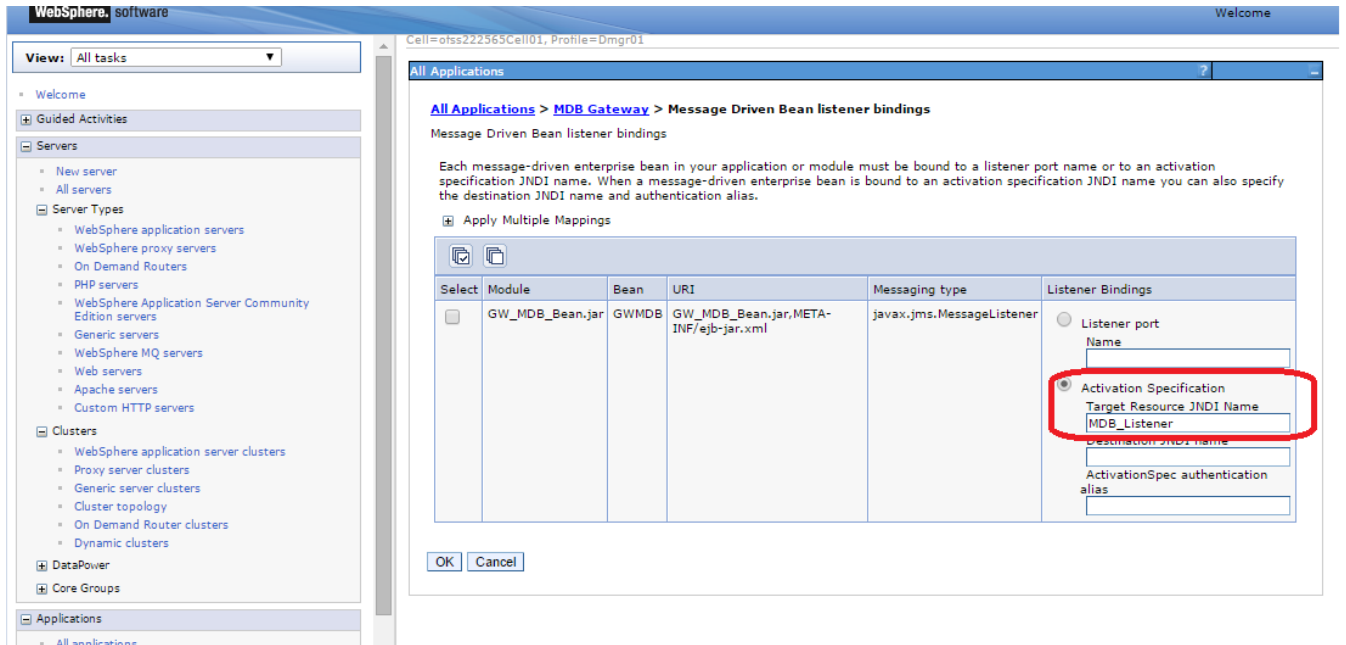 WebSphere. software
Welcome
View: All tasks
Welcome
Guided Activities
Servers
New server
All servers
Server Types
WebSphere application servers
WebSphere proxy servers
On Demand Routers
PHP servers
WebSphere Application Server Community
Edition servers
Generic servers
WebSphere MQ servers
Web servers
Apache servers
Custom HTTP servers
Clusters
WebSphere application server clusters
Proxy server clusters
Generic server clusters
Cluster topology
On Demand Router clusters
Dynamic clusters
DataPower
Core Groups
Applications
All applications
Cell=ofss222565Cell01, Profile=Dmgr01
All Applications
?
All Applications > MDB Gateway > Message Driven Bean listener bindings
Message Driven Bean listener bindings
Each message-driven enterprise bean in your application or module must be bound to a listener port name or to an activation
specification JNDI name. When a message-driven enterprise bean is bound to an activation specification JNDI name you can also specify
the destination JNDI name and authentication alias.
Apply Multiple Mappings
Select Module Bean URI Messaging type Listener Bindings
GW_MDB_Bean.jar GWMDB GW_MDB_Bean.jar,META-
INF/ejb-jar.xml
javax.jms.MessageListener
Listener port
Name
Activation Specification
Target Resource JNDI Name
MDB_Listener
Destination JNDI name
ActivationSpec authentication
alias
OK Cancel